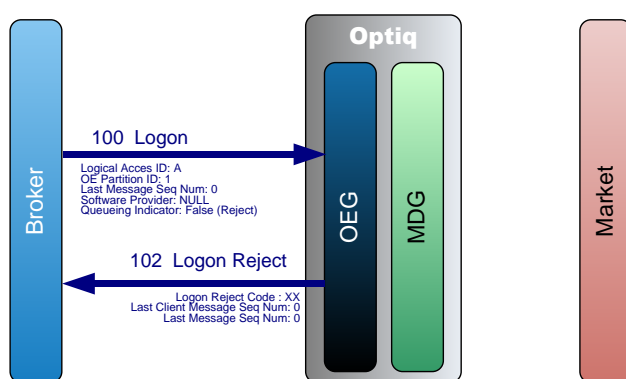 Optiq
Broker
100 Logon
Logical Acces ID: A
OE Partition ID: 1
Last Message Seq Num: 0
Software Provider: NULL
Queueing Indicator: False (Reject)
OEG
MDG
Market
102 Logon Reject
Logon Reject Code : XX
Last Client Message Seq Num: 0
Last Message Seq Num: 0